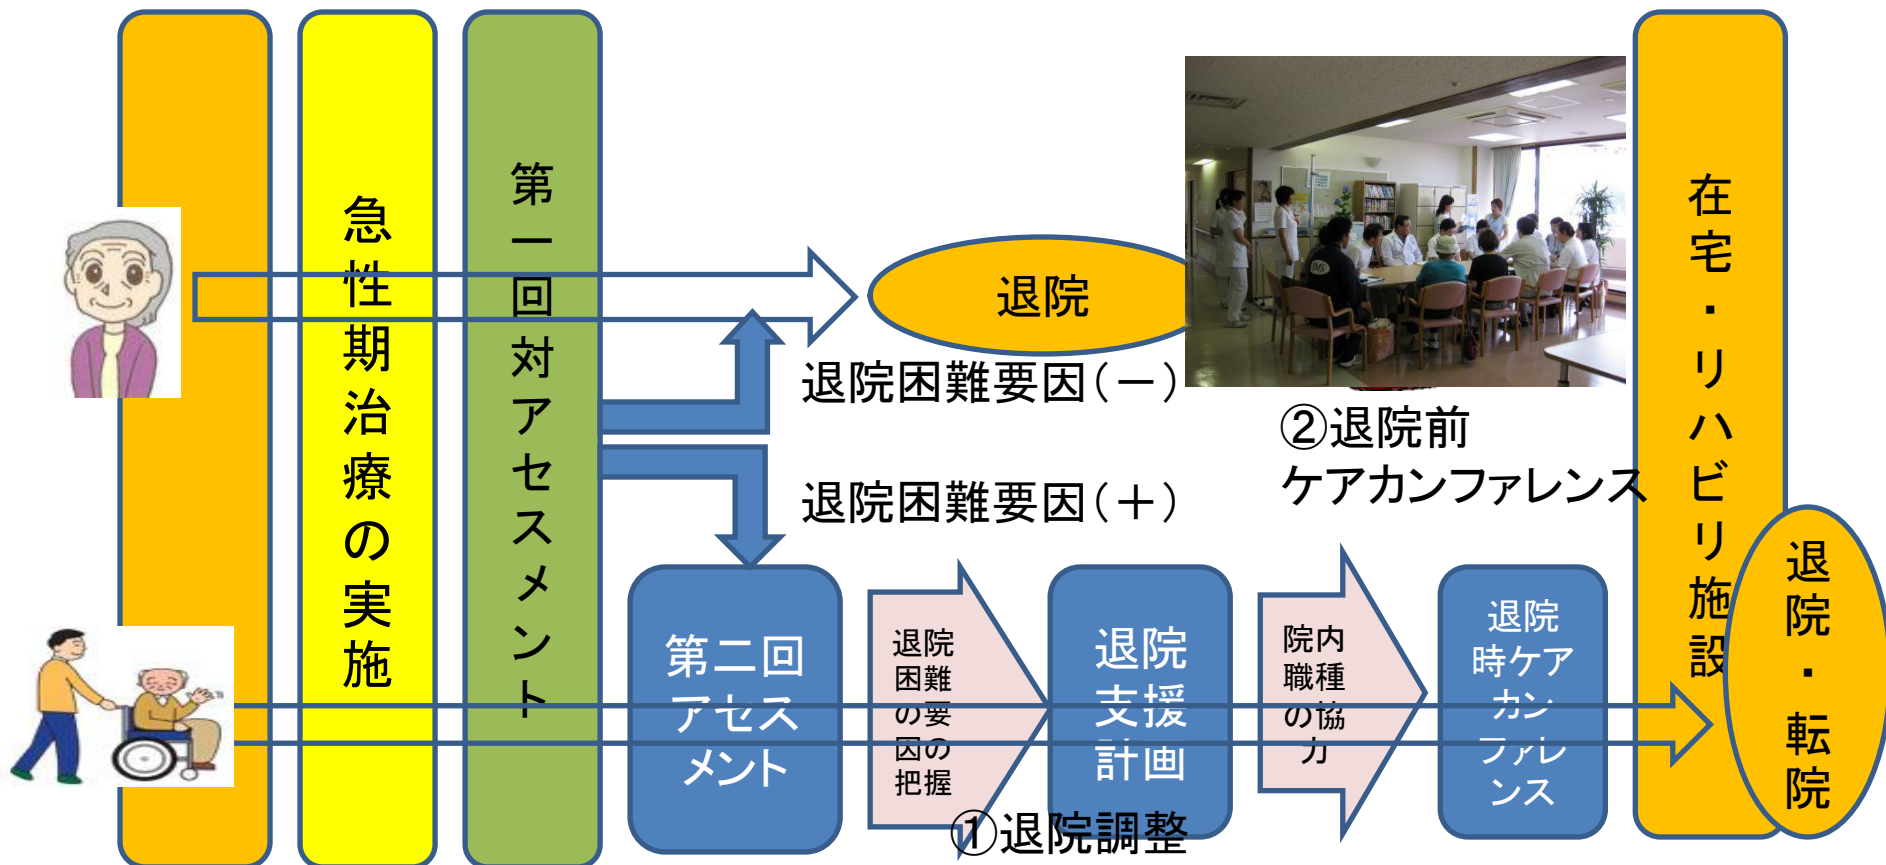 急性期治療の実施
第一回対アセスメント
退院
退院困難要因(－)
退院困難要因(＋)
②退院前
ケアカンファレンス
在宅・リハビリ施設
第二回
アセス
メント
退院
困難
の要
因の
把握
退院
支援
計画
院内
職種
の協
力
退院
時ケア
カン
ファレ
ンス
退院・転院
①退院調整